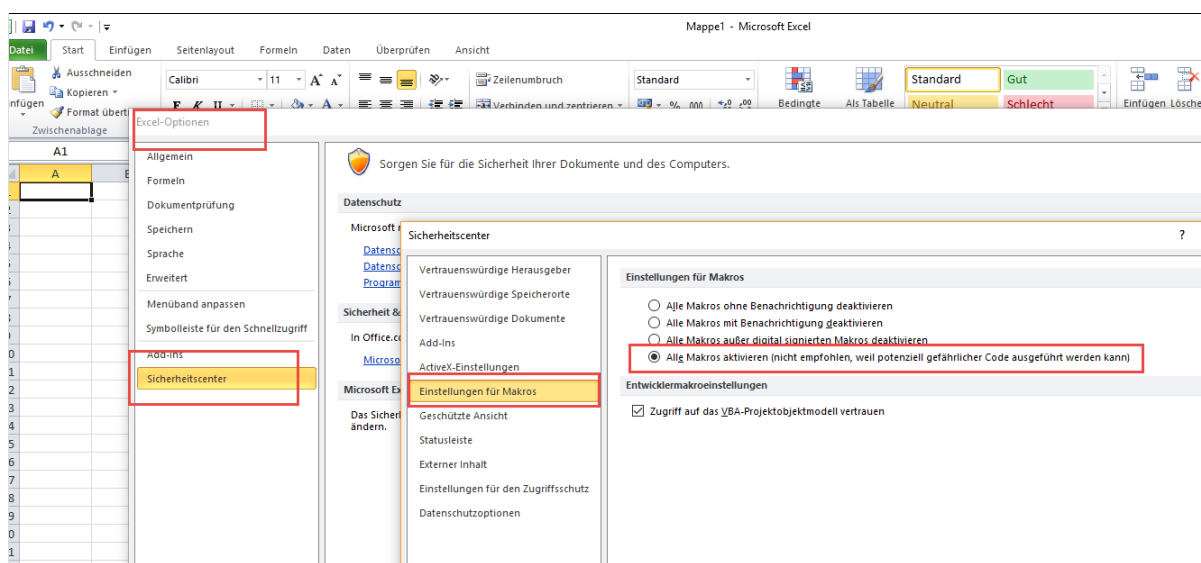 Mappe1 - Microsoft Excel
Datei Start Einfügen Seitenlayout Formeln Daten Überprüfen Ansicht
Ausschneiden
Calibri 11 A A Zeilenumbruch Standard Standard Gut
Kopieren
F K U Verbinden und zentrieren % 000 Bedingte Als Tabelle Neutral Schlecht Einfügen
Format
Zwischenablage
Excel-Optionen
A1
A
Allgemein
Formeln
Dokumentprüfung
Speichern
Sprache
Erweitert
Menüband anpassen
Symbolleiste für den Schnellzugriff
Add-Ins
Sicherheitscenter
Sorgen Sie für die Sicherheit Ihrer Dokumente und des Computers.
Datenschutz
Microsoft
Sicherheit &
In
Microsoft
Das
ändern.
Sicherheitscenter ?
Vertrauenswürdige Herausgeber
Vertrauenswürdige Speicherorte
Vertrauenswürdige Dokumente
Add-Ins
ActiveX-Einstellungen
Einstellungen für Makros
Geschützte Ansicht
Statusleiste
Externer Inhalt
Einstellungen für den Zugriffsschutz
Datenschutzoptionen
Einstellungen für Makros
Alle Makros ohne Benachrichtigung deaktivieren
Alle Makros mit Benachrichtigung deaktivieren
Alle Makros außer digital signierten Makros deaktivieren
Alle Makros aktivieren (nicht empfohlen, weil potenziell gefährlicher Code ausgeführt werden kann)
Entwicklermakroeinstellungen
Zugriff auf das VBA-Projektobjektmodell vertrauen